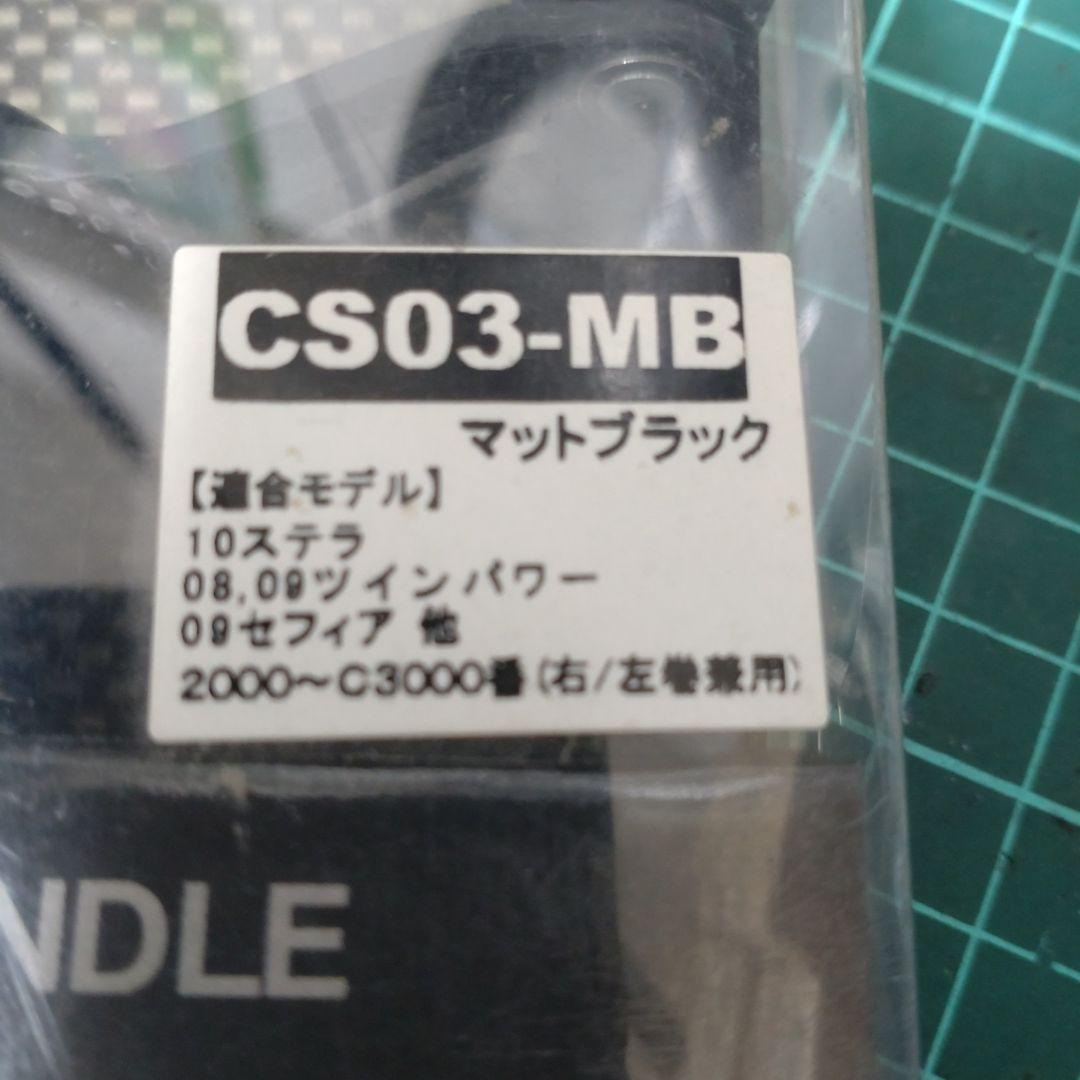 CS03-MB
マットブラック
【適合モデル】
10ステラ
08,09ツインパワー
09セフィア 他
2000〜C3000番(右/左巻兼用)
NDLE